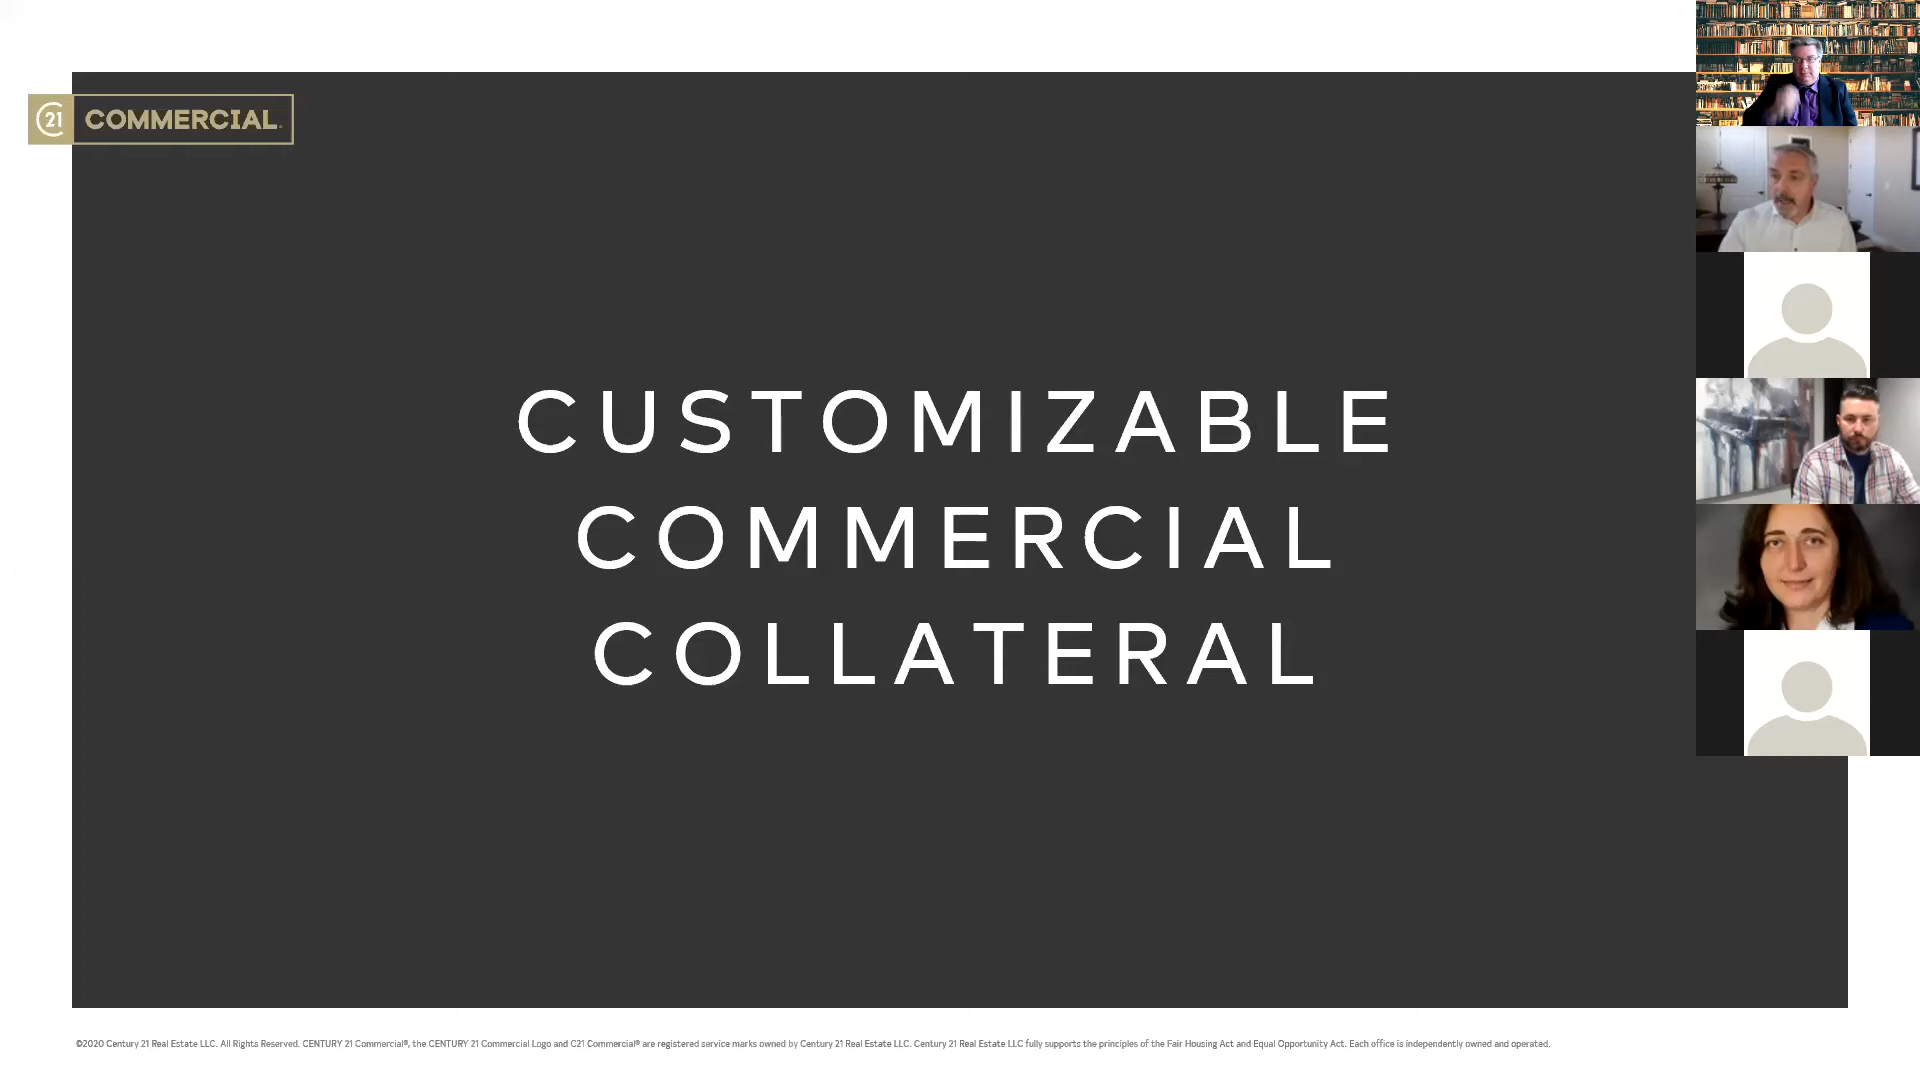 21 COMMERCIAL
CUSTOMIZABLE
COMMERCIAL
COLLATERAL
©2020 Century 21 Real Estate LLC. All Rights Reserved. CENTURY 21 Commercial®, the CENTURY 21 Commercial Logo and C21 Commercial® are registered service marks owned by Century 21 Real Estate LLC. Century 21 Real Estate LLC fully supports the principles of the Fair Housing Act and Equal Opportunity Act. Each office is independently owned and operated.